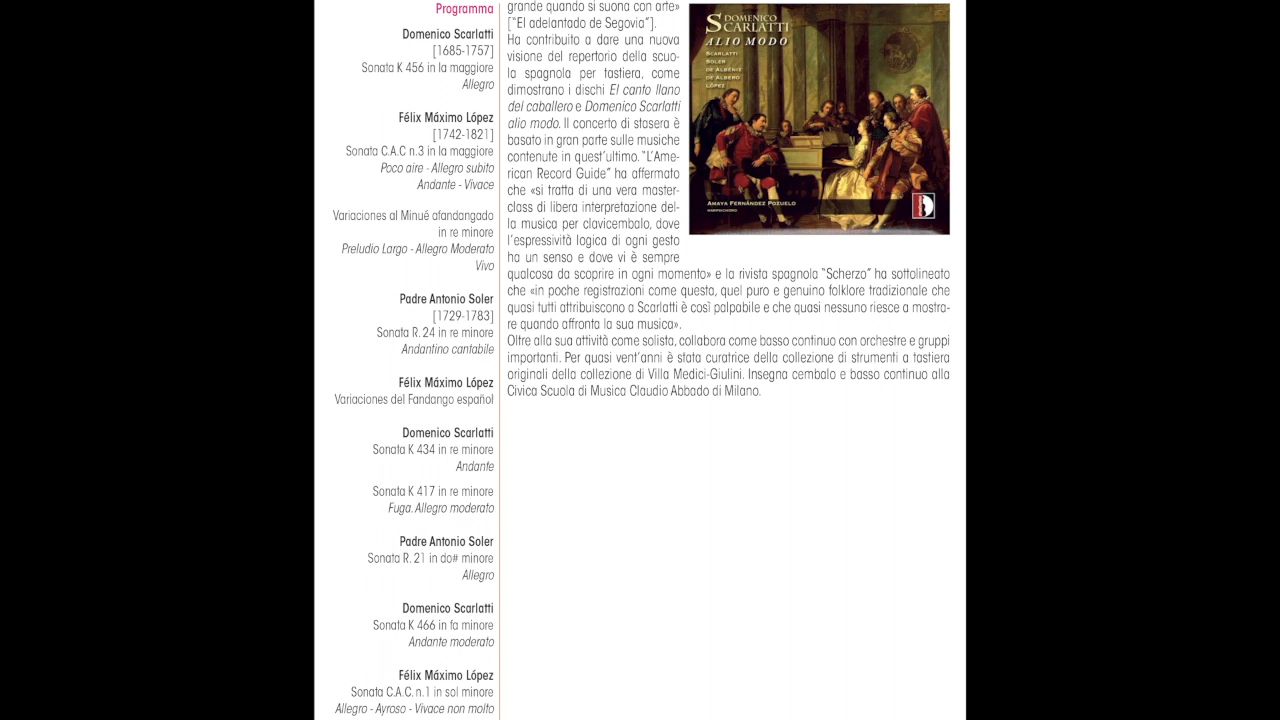 Programma
Domenico Scarlatti
[1685-1757]
Sonata K 456 in la maggiore
Allegro
Félix Máximo López
[1742-1821]
Sonata C.A.C n.3 in la maggiore
Poco aire - Allegro subito
Andante - Vivace
Variaciones al Minué afandangado
in re minore
Preludio Largo - Allegro Moderato
Vivo
Padre Antonio Soler
[1729-1783]
Sonata R. 24 in re minore
Andantino cantabile
Félix Máximo López
Variaciones del Fandango español
Domenico Scarlatti
Sonata K 434 in re minore
Andante
Sonata K 417 in re minore
Fuga. Allegro moderato
Padre Antonio Soler
Sonata R. 21 in do# minore
Allegro
Domenico Scarlatti
Sonata K 466 in fa minore
Andante moderato
Félix Máximo López
Sonata C.A.C. n.1 in sol minore
Allegro - Ayroso - Vivace non molto
grande quando si suona con arte»
["El adelantado de Segovia"].
Ha contribuito a dare una nuova
visione del repertorio della scuo-
la spagnola per tastiera, come
dimostrano i dischi El canto llano
del caballero e Domenico Scarlatti
alio modo. Il concerto di stasera è
basato in gran parte sulle musiche
contenute in quest'ultimo. "L'Ame-
rican Record Guide" ha affermato
che «si tratta di una vera master-
class di libera interpretazione del-
la musica per clavicembalo, dove
l'espressività logica di ogni gesto
ha un senso e dove vi è sempre
qualcosa da scoprire in ogni momento» e la rivista spagnola "Scherzo" ha sottolineato
che «in poche registrazioni come questa, quel puro e genuino folklore tradizionale che
quasi tutti attribuiscono a Scarlatti è così palpabile e che quasi nessuno riesce a mostra-
re quando affronta la sua musica».
Oltre alla sua attività come solista, collabora come basso continuo con orchestre e gruppi
importanti. Per quasi vent'anni è stata curatrice della collezione di strumenti a tastiera
originali della collezione di Villa Medici-Giulini. Insegna cembalo e basso continuo alla
Civica Scuola di Musica Claudio Abbado di Milano.
DOMENICO
SCARLATTI
ALIO MODO
SCARLATTI
SOLER
DE ALBÉNIZ
DE ALBERO
LÓPEZ
AMAYA FERNÁNDEZ POZUELO
HARPSICHORD